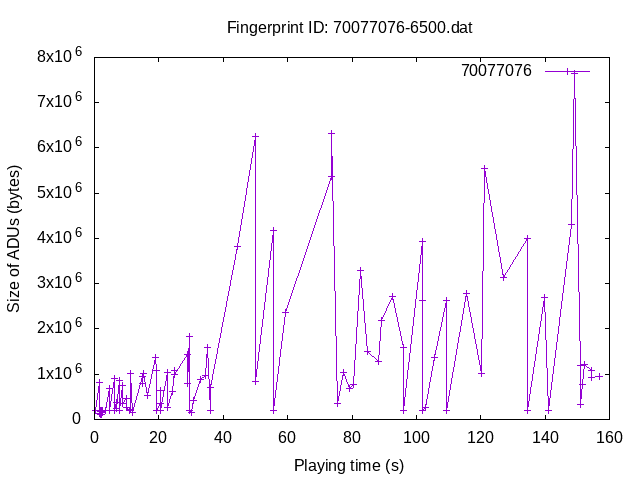 Fingerprint ID: 70077076-6500.dat
8x10^6
70077076
7x10^6
6x10^6
5x10^6
4x10^6
3x10^6
2x10^6
1x10^6
0
Size of ADUs (bytes)
0 20 40 60 80 100 120 140 160
Playing time (s)